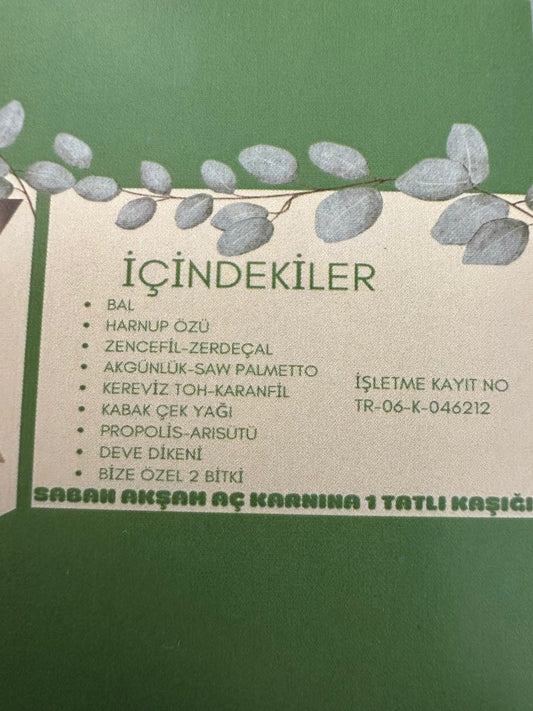 İÇİNDEKİLER
• BAL
• HARNUP ÖZÜ
• ZENCEFİL-ZERDEÇAL
• AKGÜNLÜK-SAW PALMETTO
• KEREVİZ TOH-KARANFİL
• KABAK ÇEK YAĞI
• PROPOLİS-ARISÜTÜ
• DEVE DİKENİ
• BİZE ÖZEL 2 BİTKİ
İŞLETME KAYIT NO
TR-06-K-046212
SABAH AKŞAM AÇ KARNINA 1 TATLI KAŞIĞI